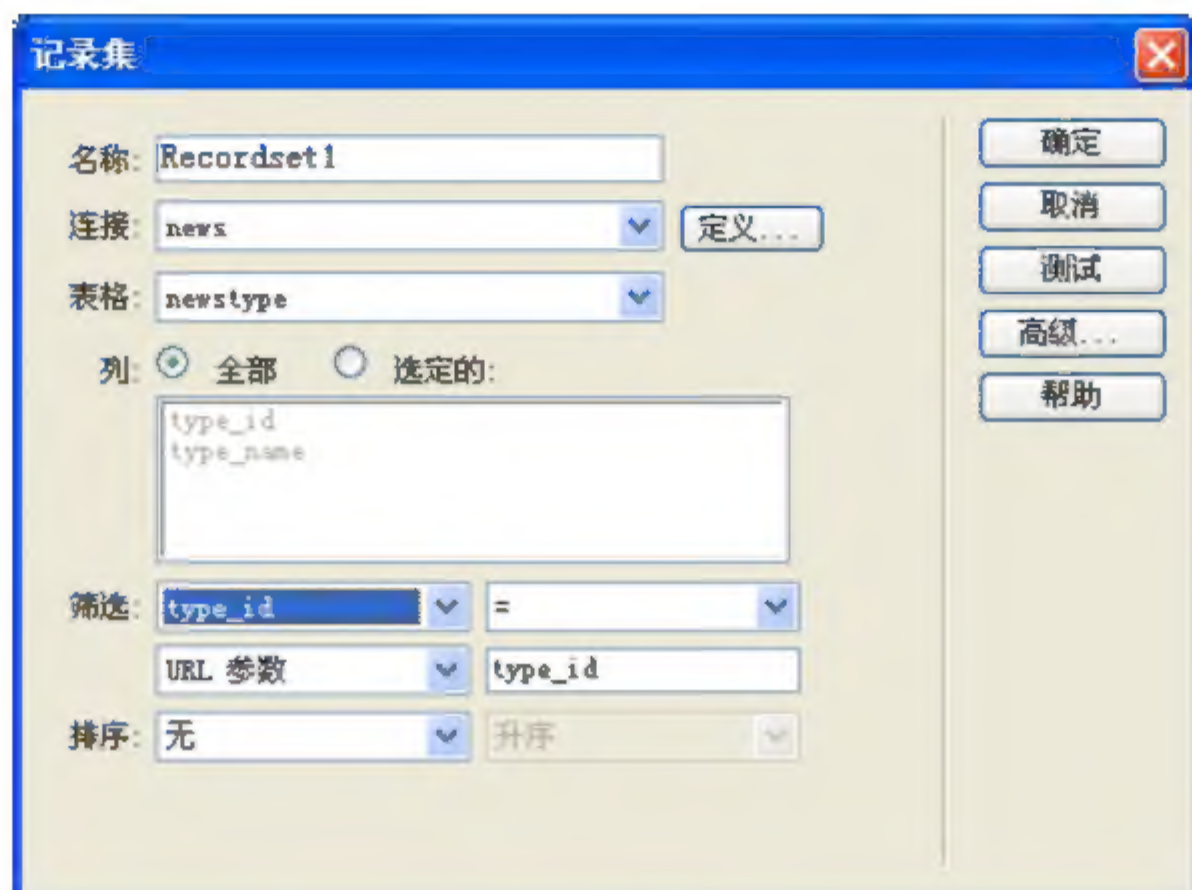 记录集
名称: Recordset1
连接: news 定义...
表格: newstype
列: 全部 选定的:
type_id
type_name
筛选: type_id =
URL 参数 type_id
排序: 无 升序
确定
取消
测试
高级...
帮助